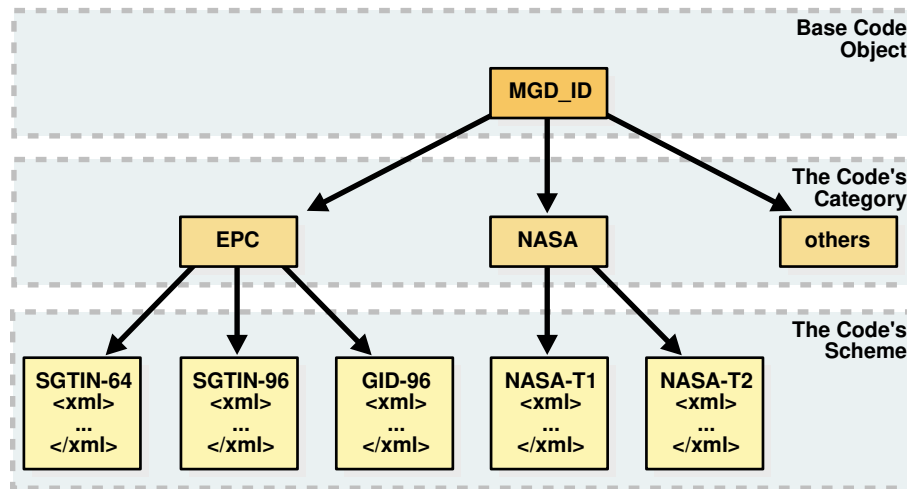 Base Code
Object
MGD_ID
The Code's
Category
EPC
NASA
others
The Code's
Scheme
SGTIN-64
<xml>
...
</xml>
SGTIN-96
<xml>
...
</xml>
GID-96
<xml>
...
</xml>
NASA-T1
<xml>
...
</xml>
NASA-T2
<xml>
...
</xml>